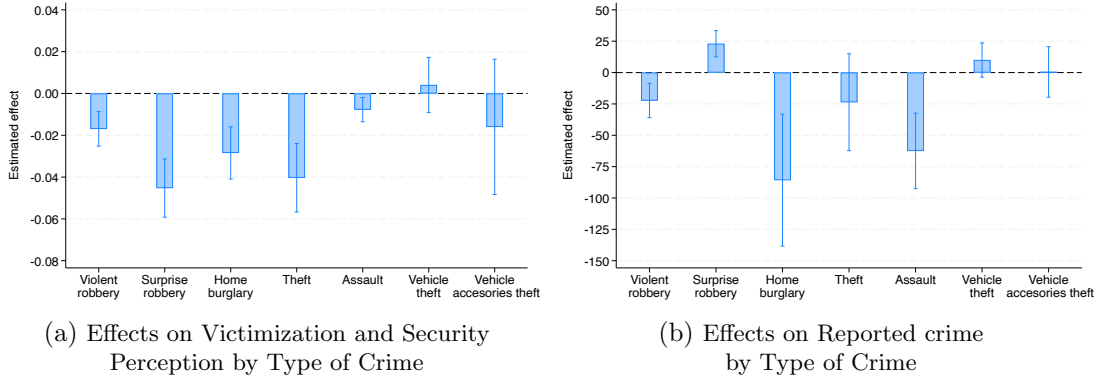 0.04
0.02
0.00
-0.02
-0.04
-0.06
-0.08
Estimated effect
Violent
robbery
Surprise
robbery
Home
burglary
Theft
Assault
Vehicle
theft
Vehicle
accesories theft
(a) Effects on Victimization and Security
Perception by Type of Crime
50
25
0
-25
-50
-75
-100
-125
-150
Estimated effect
Violent
robbery
Surprise
robbery
Home
burglary
Theft
Assault
Vehicle
theft
Vehicle
accesories theft
(b) Effects on Reported crime
by Type of Crime